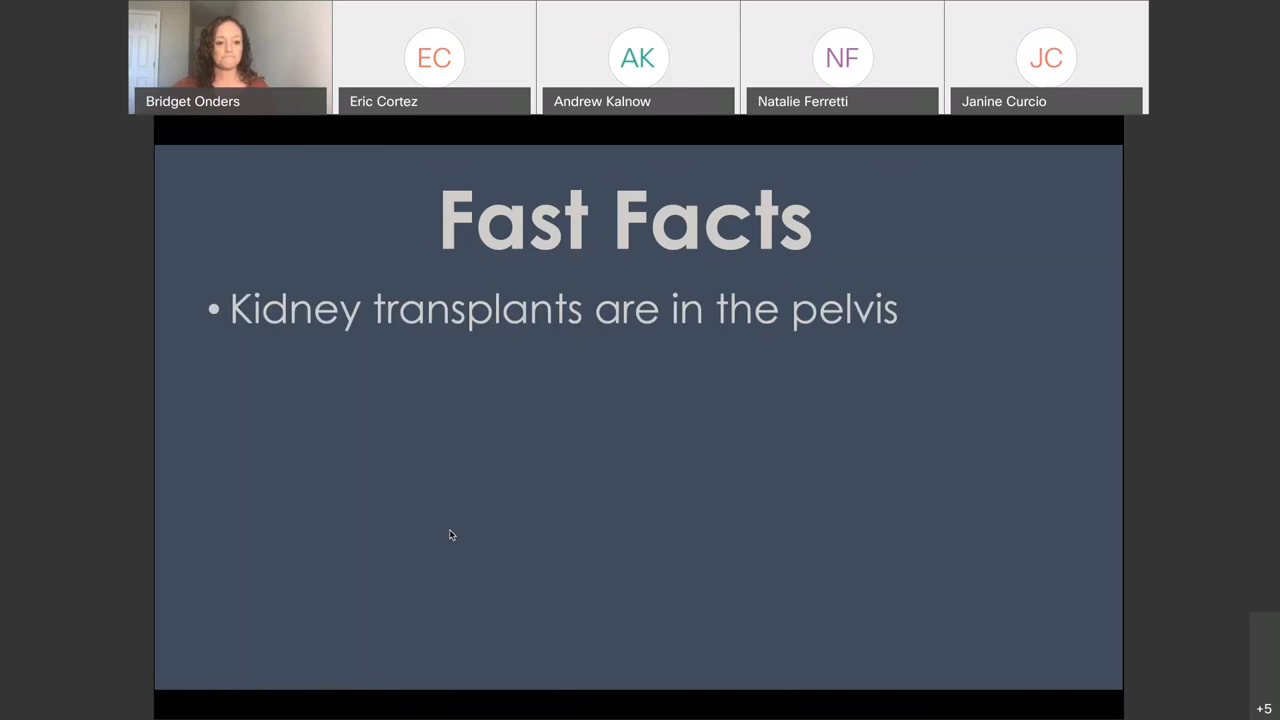 EC
AK
NF
JC
Bridget Onders
Eric Cortez
Andrew Kalnow
Natalie Ferretti
Janine Curcio
Fast Facts
• Kidney transplants are in the pelvis
+5